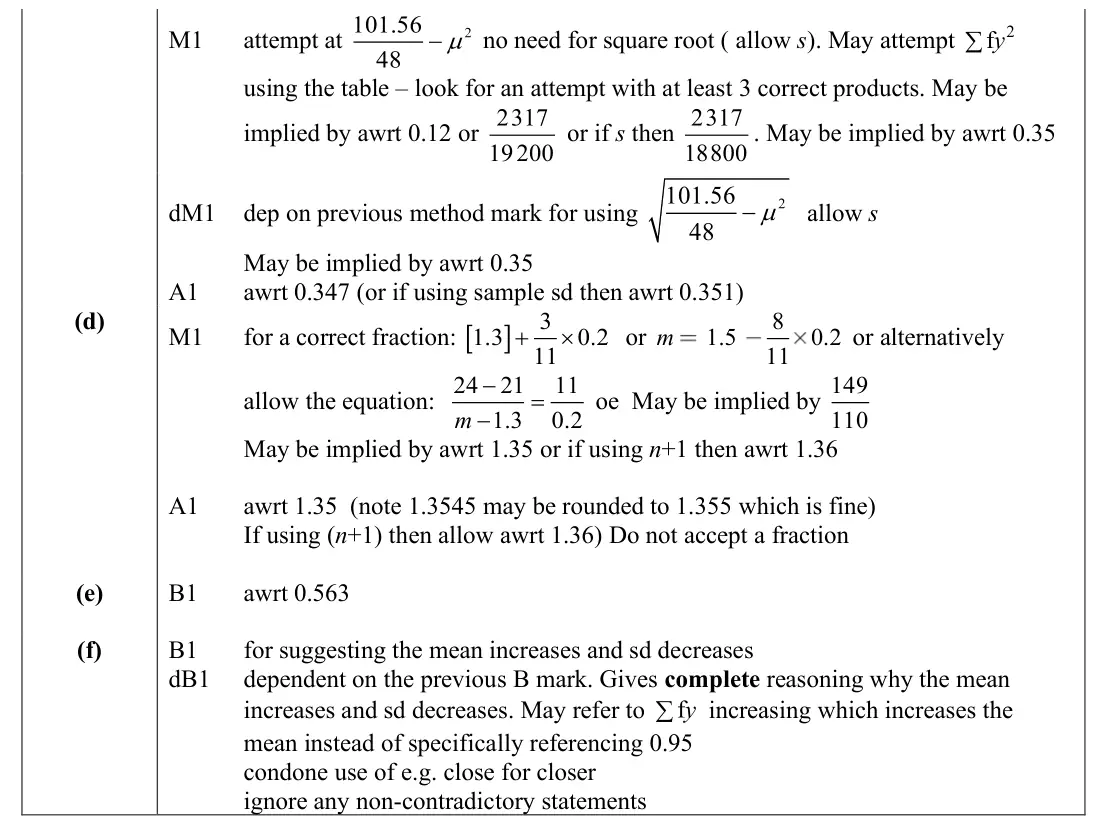 M1 attempt at 101.56/48 − μ² no need for square root ( allow s). May attempt ∑fy²
using the table – look for an attempt with at least 3 correct products. May be
implied by awrt 0.12 or 2317/19200 or if s then 2317/18800 . May be implied by awrt 0.35
dM1 dep on previous method mark for using √(101.56/48 − μ²) allow s
May be implied by awrt 0.35
A1 awrt 0.347 (or if using sample sd then awrt 0.351)
(d) M1 for a correct fraction: [1.3] + 3/11 × 0.2 or m = 1.5 − 8/11 × 0.2 or alternatively
allow the equation: (24 − 21)/(m − 1.3) = 11/0.2 oe May be implied by 149/110
May be implied by awrt 1.35 or if using n+1 then awrt 1.36
A1 awrt 1.35 (note 1.3545 may be rounded to 1.355 which is fine)
If using (n+1) then allow awrt 1.36) Do not accept a fraction
(e) B1 awrt 0.563
(f) B1 for suggesting the mean increases and sd decreases
dB1 dependent on the previous B mark. Gives complete reasoning why the mean
increases and sd decreases. May refer to ∑fy increasing which increases the
mean instead of specifically referencing 0.95
condone use of e.g. close for closer
ignore any non-contradictory statements